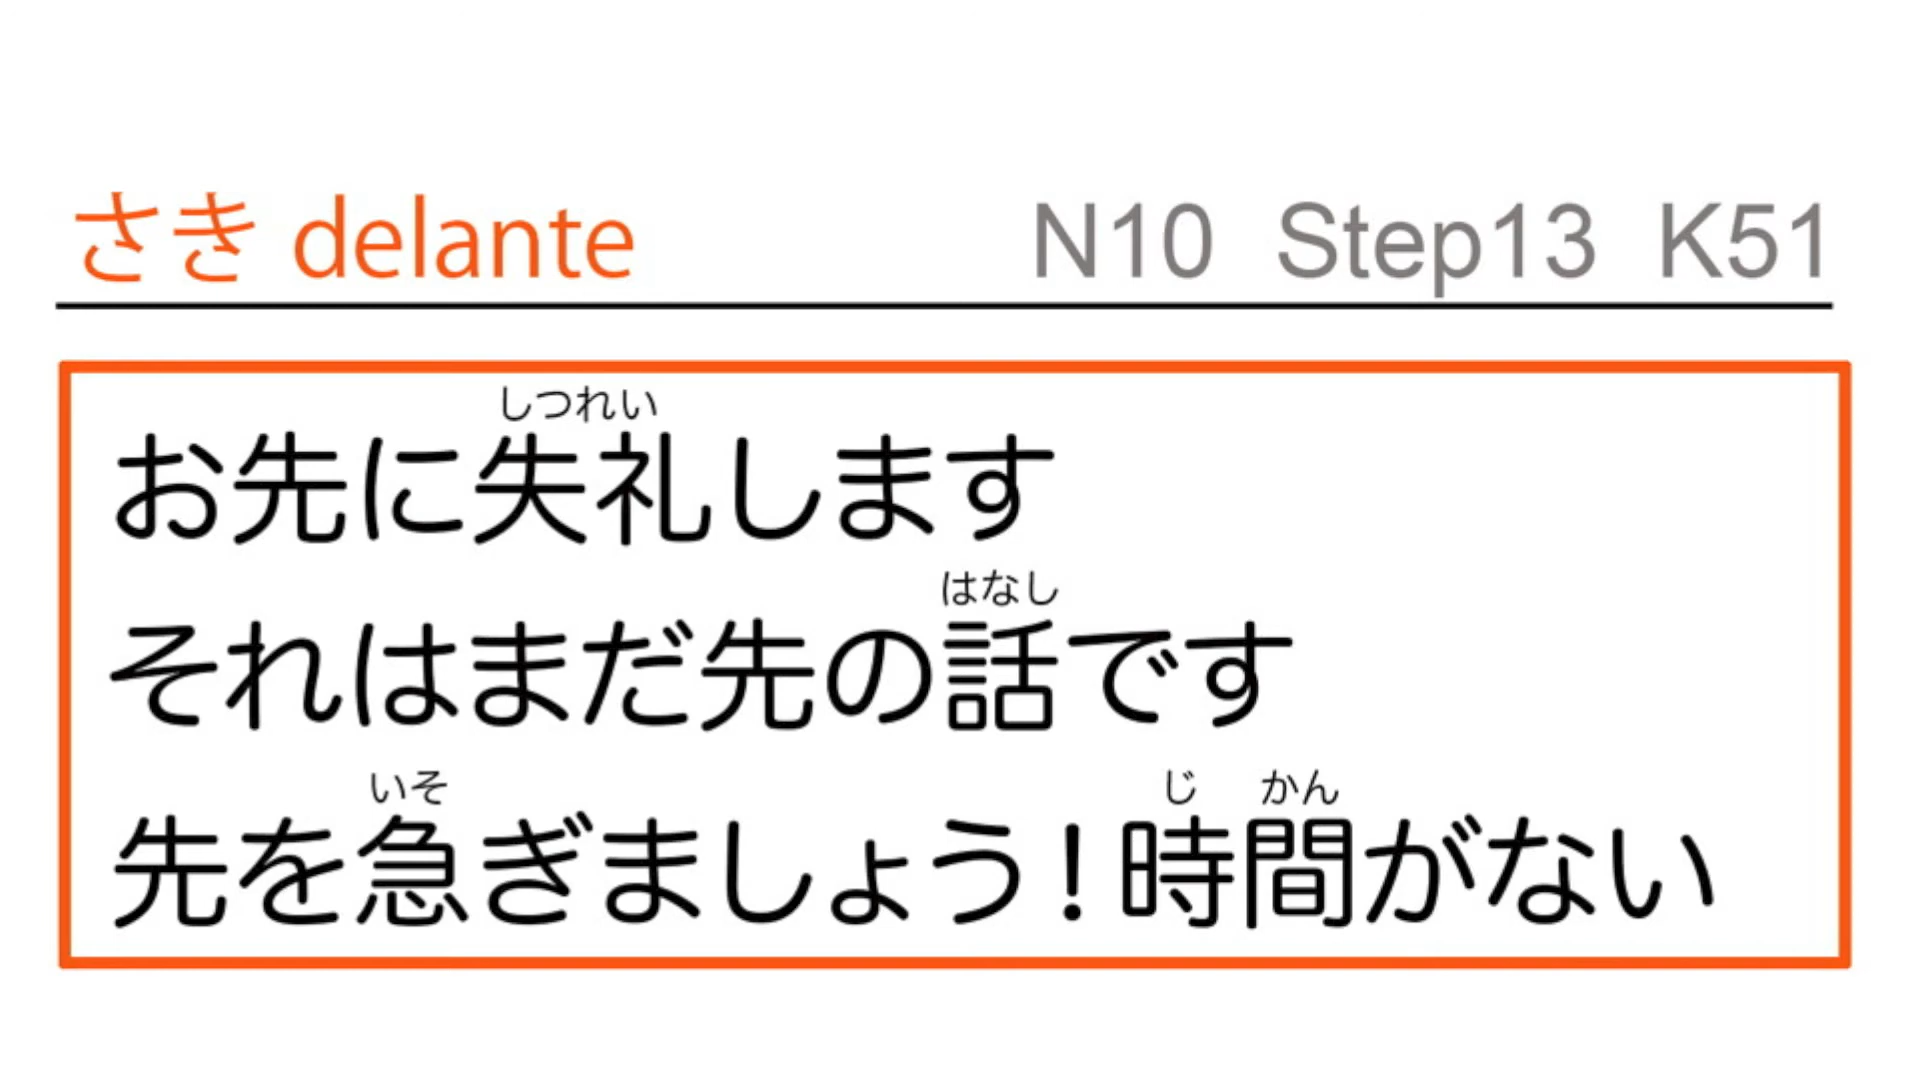 さき delante N10 Step13 K51
しつれい
お先に失礼します
はなし
それはまだ先の話です
いそ じ かん
先を急ぎましょう！時間がない